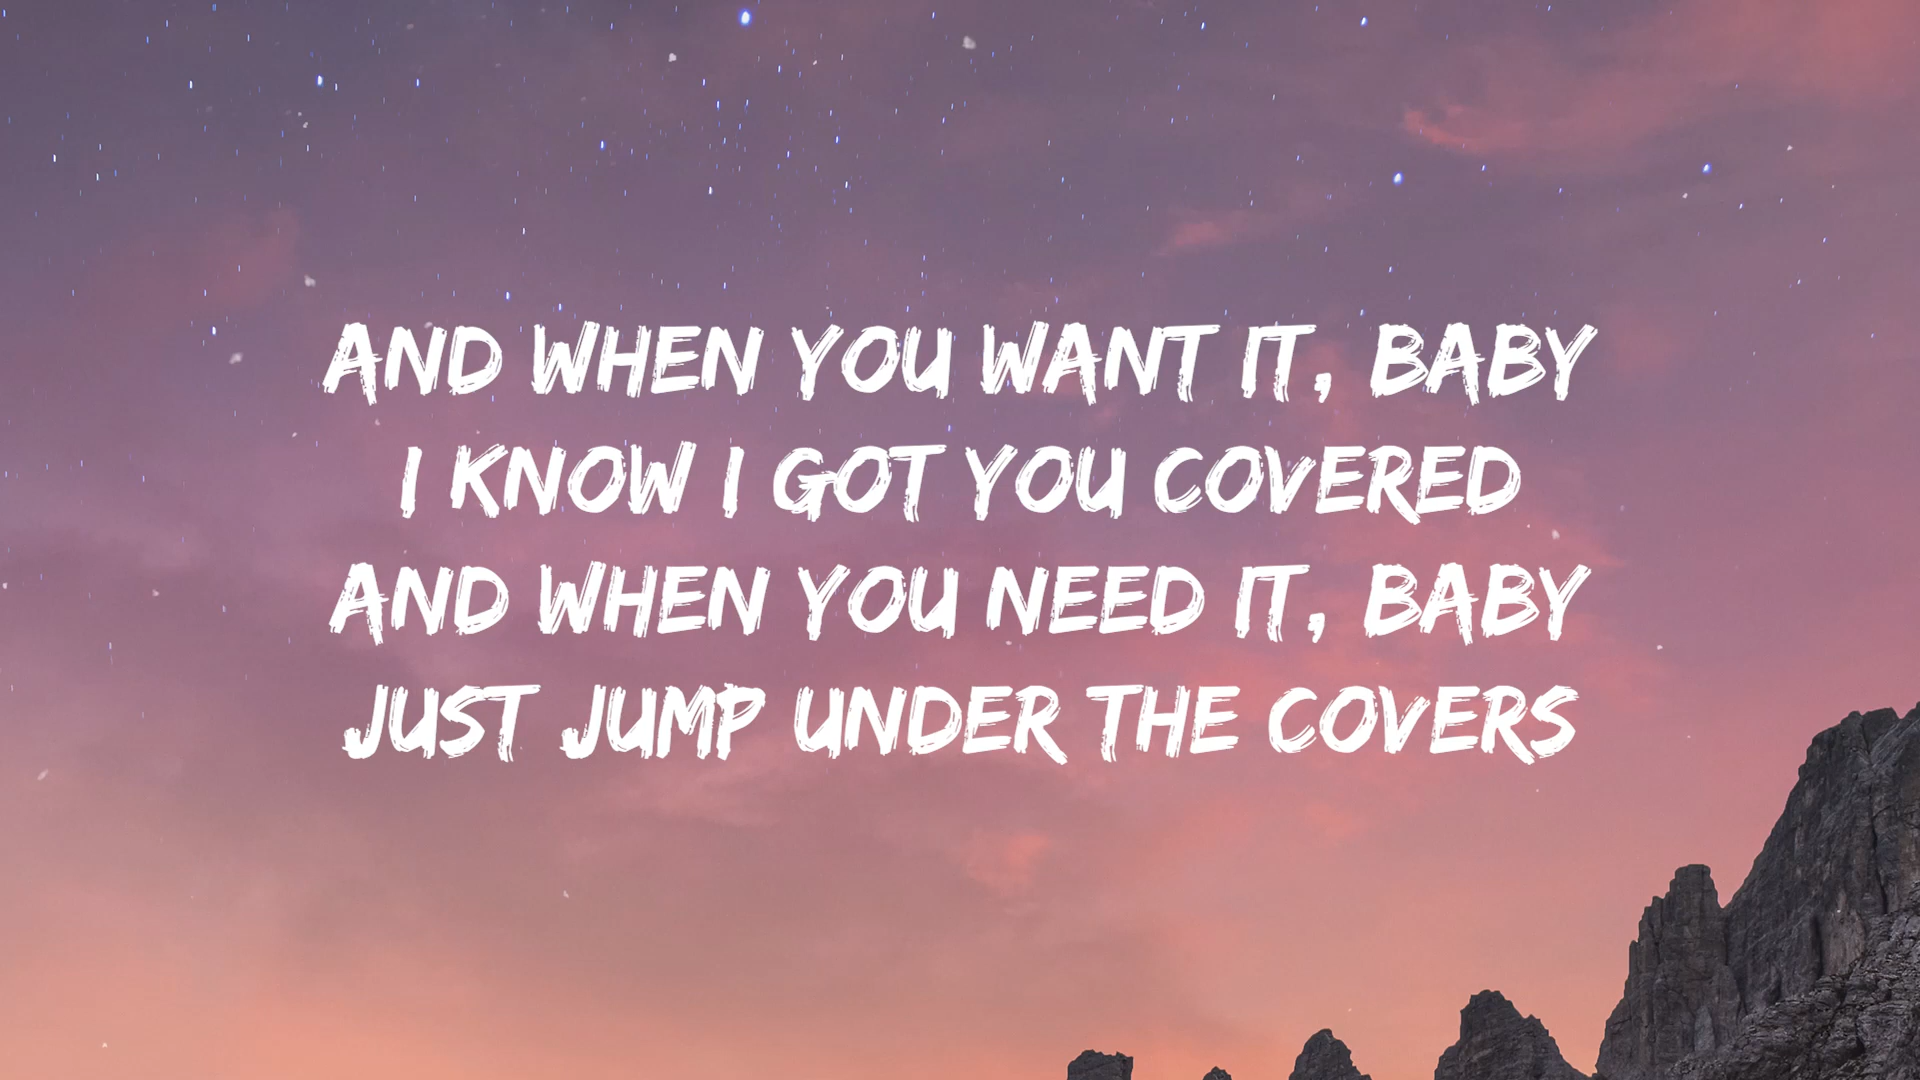 AND WHEN YOU WANT IT, BABY
I KNOW I GOT YOU COVERED
AND WHEN YOU NEED IT, BABY
JUST JUMP UNDER THE COVERS